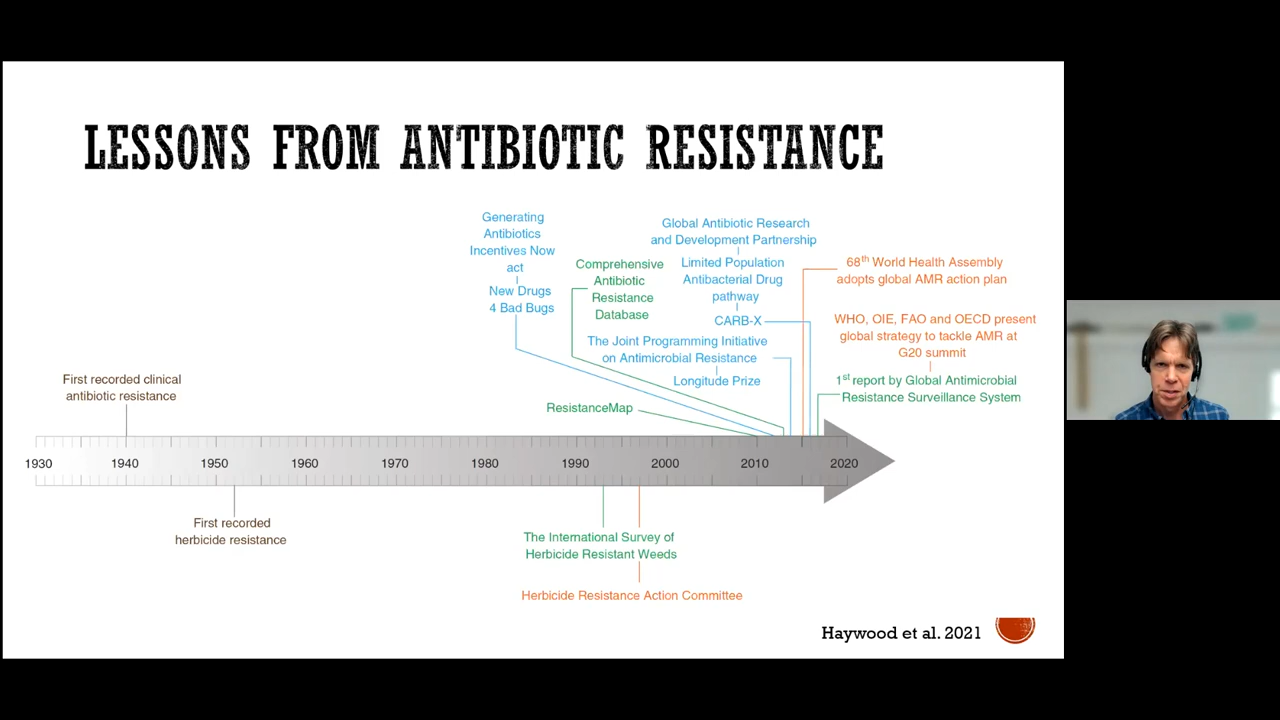 LESSONS FROM ANTIBIOTIC RESISTANCE
Generating
Antibiotics
Incentives Now
act
New Drugs
4 Bad Bugs
Comprehensive
Antibiotic
Resistance
Database
Global Antibiotic Research
and Development Partnership
Limited Population
Antibacterial Drug
pathway
CARB-X
The Joint Programming Initiative
on Antimicrobial Resistance
Longitude Prize
ResistanceMap
68th World Health Assembly
adopts global AMR action plan
WHO, OIE, FAO and OECD present
global strategy to tackle AMR at
G20 summit
1st report by Global Antimicrobial
Resistance Surveillance System
First recorded clinical
antibiotic resistance
1930 1940 1950 1960 1970 1980 1990 2000 2010 2020
First recorded
herbicide resistance
The International Survey of
Herbicide Resistant Weeds
Herbicide Resistance Action Committee
Haywood et al. 2021